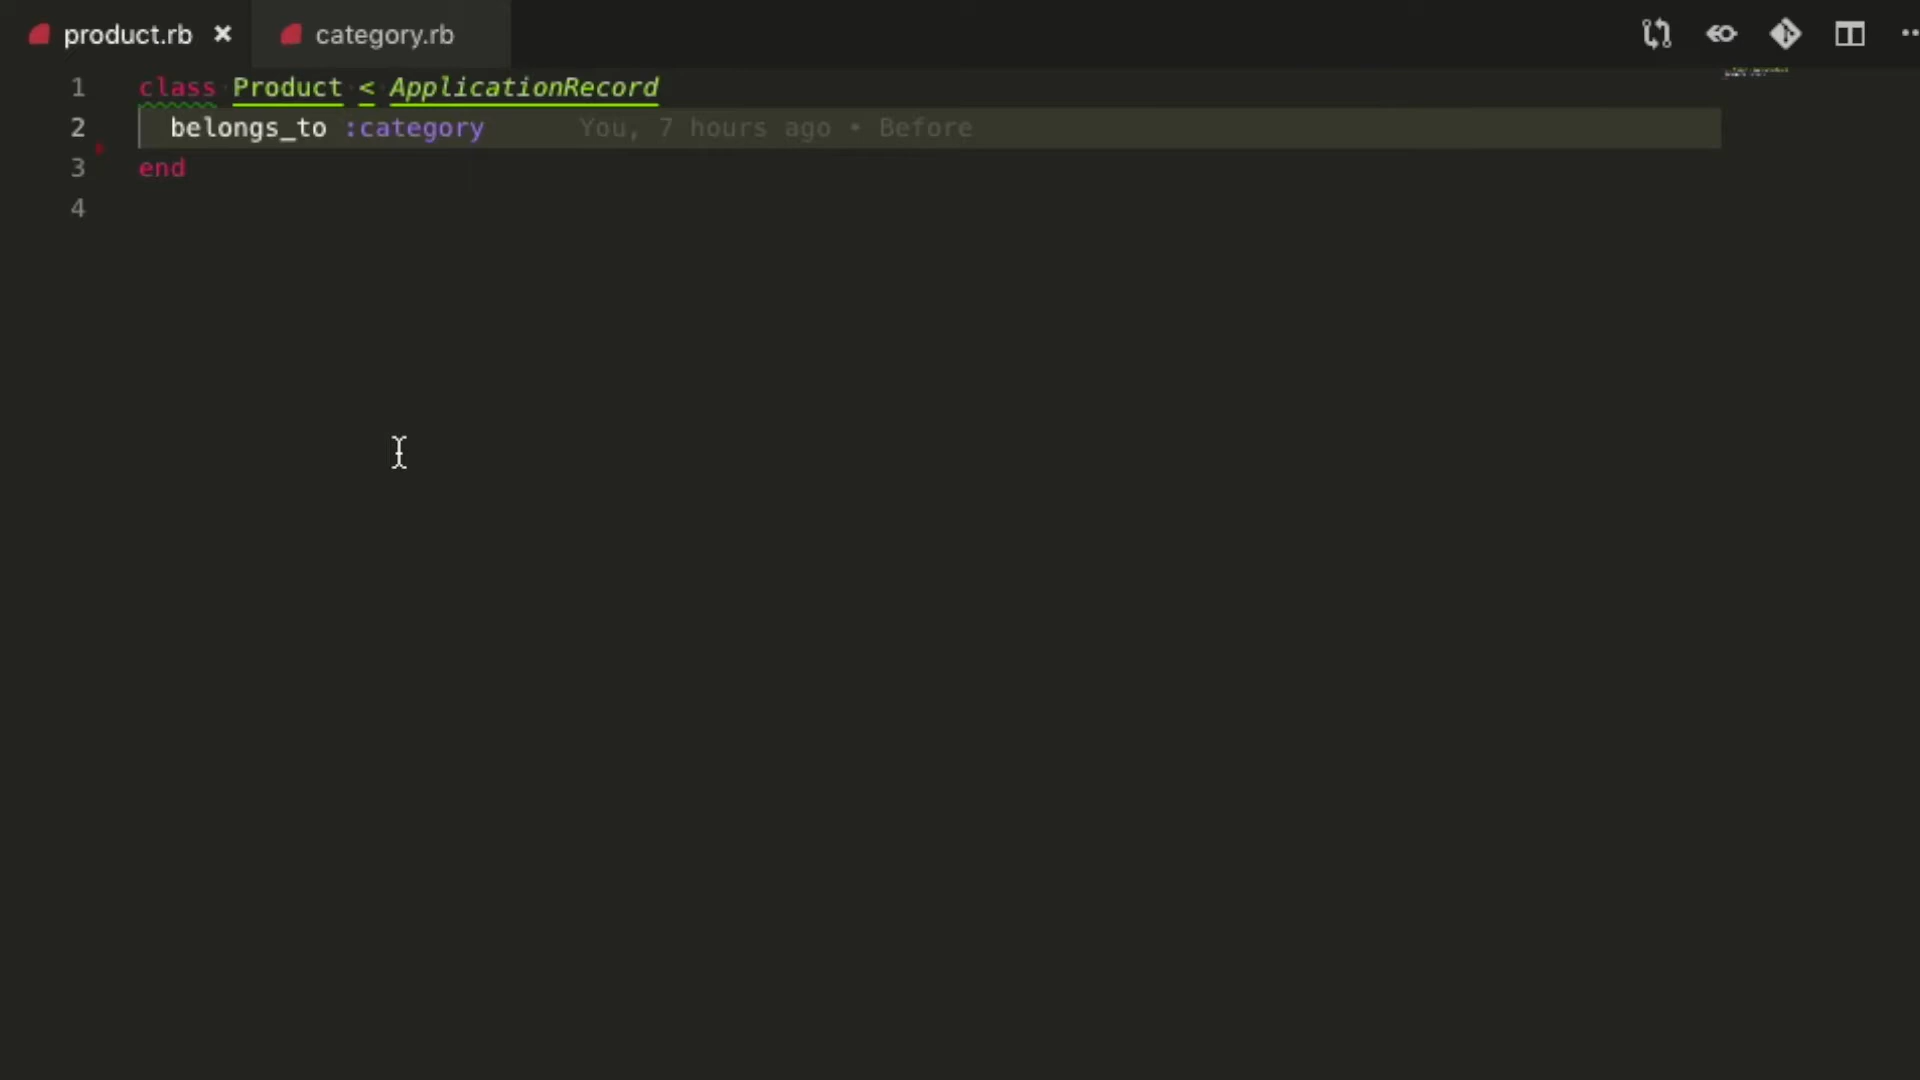 product.rb
category.rb
1 class Product < ApplicationRecord
2 belongs_to :category You, 7 hours ago • Before
3 end
4